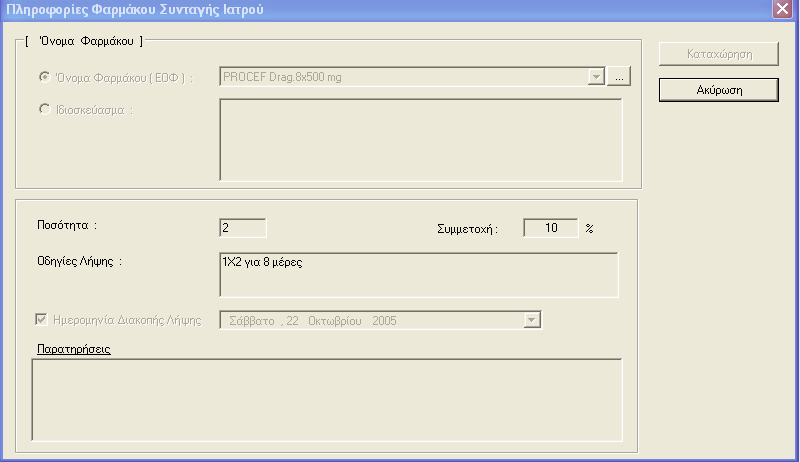 Πληροφορίες Φαρμάκου Συνταγής Ιατρού
[ Όνομα Φαρμάκου ]
Όνομα Φαρμάκου ( ΕΟΦ ) : PROCEF Drag.8x500 mg ...
Ιδιοσκεύασμα :
Καταχώρηση
Ακύρωση
Ποσότητα : 2 Συμμετοχή : 10 %
Οδηγίες Λήψης : 1X2 για 8 μέρες
Ημερομηνία Διακοπής Λήψης Σάββατο , 22 Οκτωβρίου 2005
Παρατηρήσεις